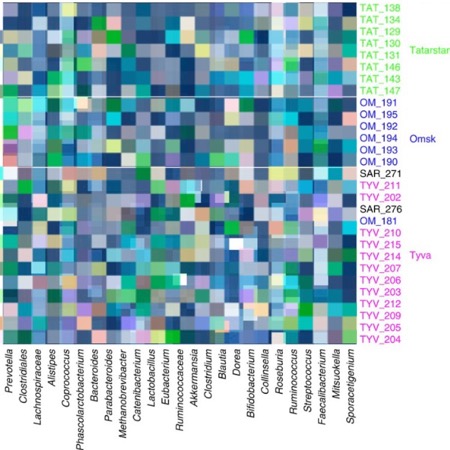 TAT_138
TAT_134
TAT_129
TAT_130
TAT_131
TAT_146
TAT_143
TAT_147
Tatarstar
OM_191
OM_195
OM_192
OM_194
OM_193
OM_190
Omsk
SAR_271
TYV_211
TYV_202
SAR_276
OM_181
TYV_210
TYV_215
TYV_214
TYV_207
TYV_206
TYV_203
TYV_212
TYV_209
TYV_205
TYV_204
Tyva
Prevotella
Clostridiales
Lachnospiraceae
Alistipes
Coprococcus
Phascolarctobacterium
Bacteroides
Parabacteroides
Methanobrevibacter
Catenibacterium
Lactobacillus
Eubacterium
Ruminococcaceae
Akkermansia
Clostridium
Blautia
Dorea
Bifidobacterium
Collinsella
Roseburia
Ruminococcus
Streptococcus
Faecalibacterium
Mitsuokella
Sporacetigenium